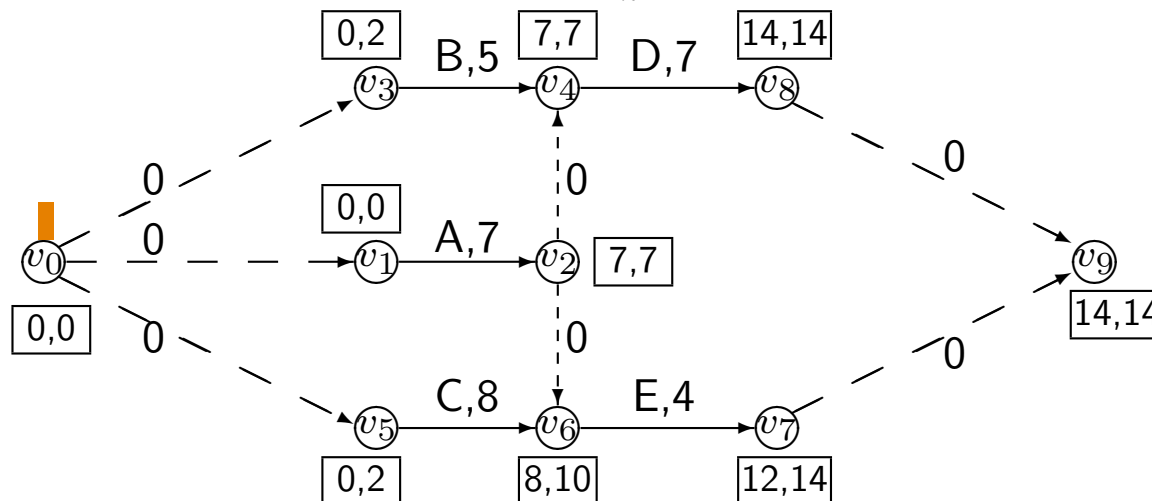 0,2 7,7 14,14
B,5 D,7
v3 v4 v8
0 0 0
0,0
0 A,7
v0 v1 v2 7,7 v9
0,0 14,14
0 0 0
C,8 E,4
v5 v6 v7
0,2 8,10 12,14